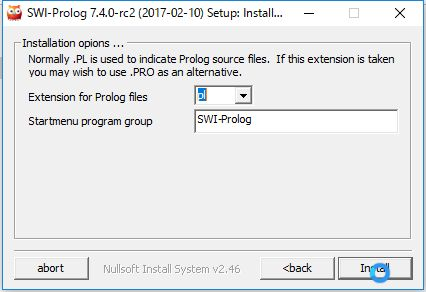 SWI-Prolog 7.4.0-rc2 (2017-02-10) Setup: Install...
Installation opions ...
Normally .PL is used to indicate Prolog source files. If this extension is taken
you may wish to use .PRO as an alternative.
Extension for Prolog files pl
Startmenu program group SWI-Prolog
abort Nullsoft Install System v2.46 <back Install